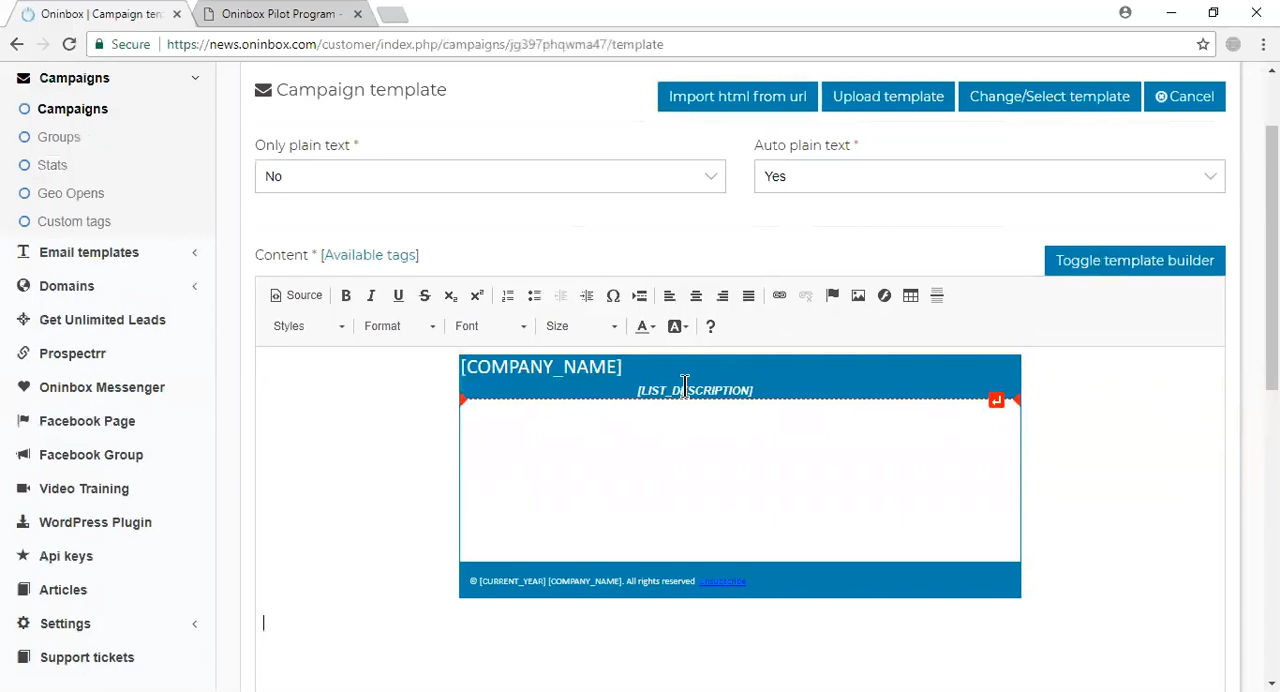 Oninbox | Campaign ten
Oninbox Pilot Program -
Secure
https://news.oninbox.com/customer/index.php/campaigns/jg397phqwma47/template
Campaigns
Campaigns
Groups
Stats
Geo Opens
Custom tags
Email templates
Domains
Get Unlimited Leads
Prospectrr
Oninbox Messenger
Facebook Page
Facebook Group
Video Training
WordPress Plugin
Api keys
Articles
Settings
Support tickets
Campaign template
Import html from url
Upload template
Change/Select template
Cancel
Only plain text *
Auto plain text *
No
Yes
Content * [Available tags]
Toggle template builder
Source
Styles
Format
Font
Size
[COMPANY_NAME]
[LIST_DESCRIPTION]
© [CURRENT_YEAR] [COMPANY_NAME]. All rights reserved Unsubscribe